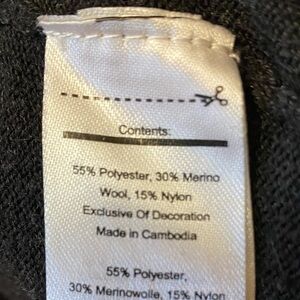 Contents:
55% Polyester, 30% Merino
Wool, 15% Nylon
Exclusive Of Decoration
Made in Cambodia
55% Polyester,
30% Merinowolle, 15% Nylon